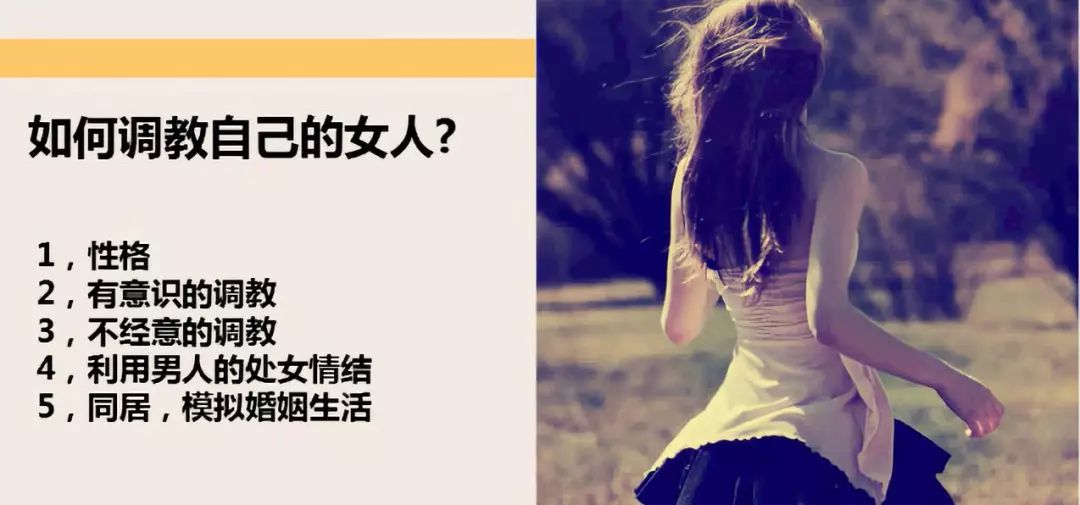 如何调教自己的女人?
1，性格
2，有意识的调教
3，不经意的调教
4，利用男人的处女情结
5，同居，模拟婚姻生活